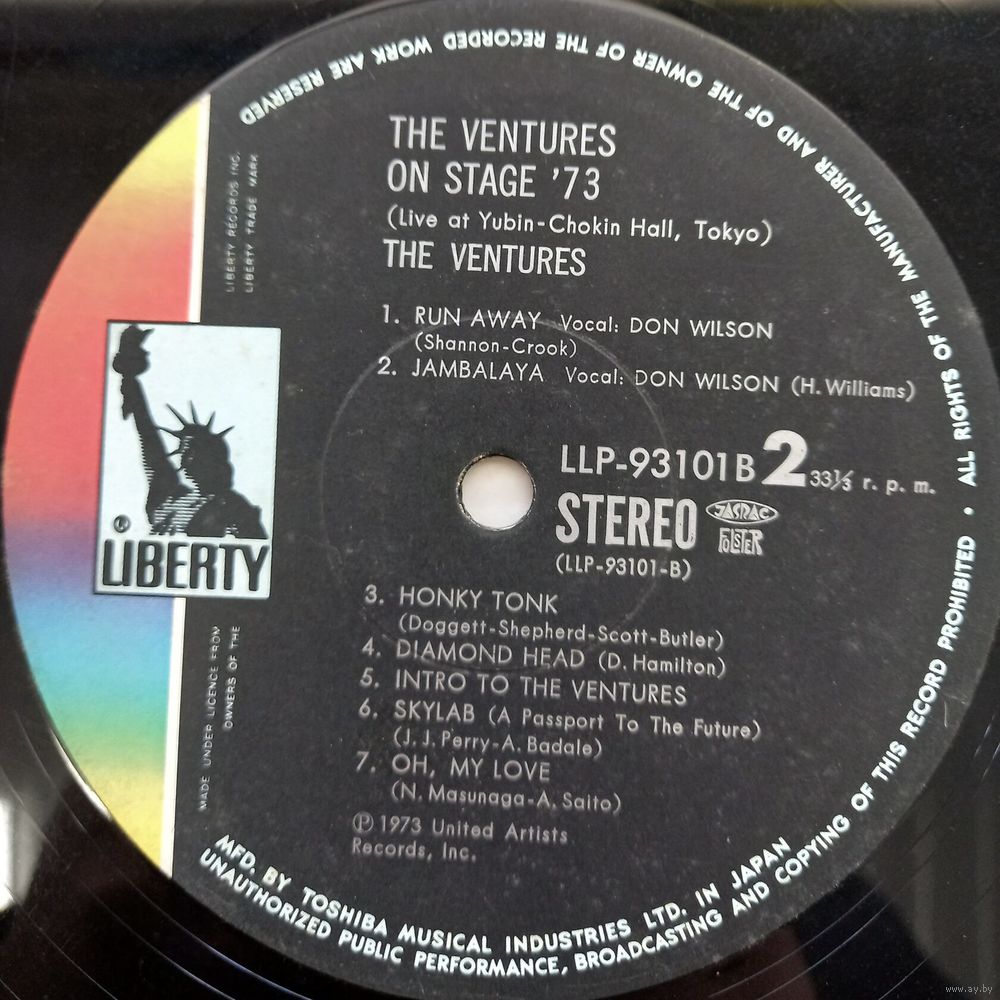 ALL RIGHTS OF THE MANUFACTURER AND OF THE OWNER OF THE RECORDED WORK ARE RESERVED
LIBERTY RECORDS INC.
LIBERTY TRADE MARK
THE VENTURES
ON STAGE '73
(Live at Yubin-Chokin Hall, Tokyo)
THE VENTURES
1. RUN AWAY Vocal: DON WILSON
(Shannon-Crook)
2. JAMBALAYA Vocal: DON WILSON (H. Williams)
LLP-93101B 2 33⅓ r. p. m.
STEREO JASRAC
FOLSTER
(LLP-93101-B)
LIBERTY
3. HONKY TONK
(Doggett-Shepherd-Scott-Butler)
4. DIAMOND HEAD (D. Hamilton)
5. INTRO TO THE VENTURES
6. SKYLAB (A Passport To The Future)
(J. J. Perry-A. Badale)
7. OH, MY LOVE
(N. Masunaga-A. Saito)
Ⓟ 1973 United Artists
Records, Inc.
MADE UNDER LICENCE FROM
OWNERS OF THE
MFD. BY TOSHIBA MUSICAL INDUSTRIES LTD. IN JAPAN
UNAUTHORIZED PUBLIC PERFORMANCE, BROADCASTING AND COPYING OF THIS RECORD PROHIBITED •
www.ay.by